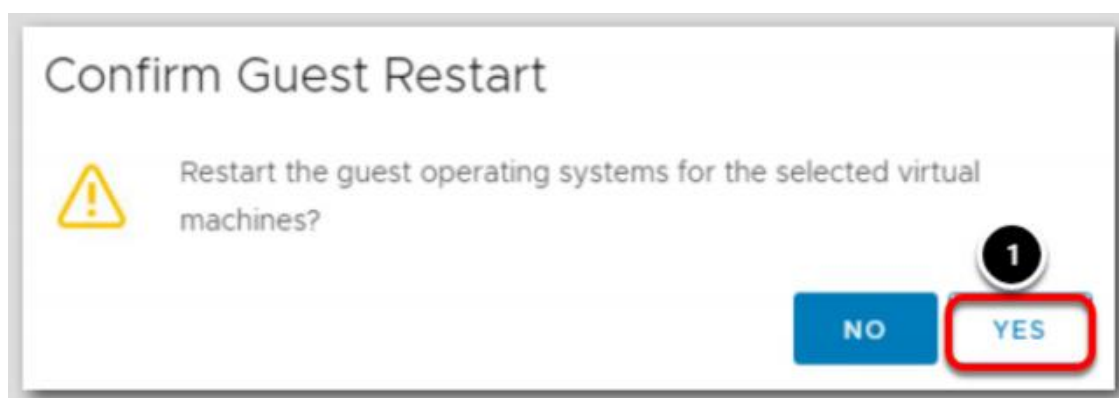 Confirm Guest Restart
Restart the guest operating systems for the selected virtual
machines?
1
NO YES